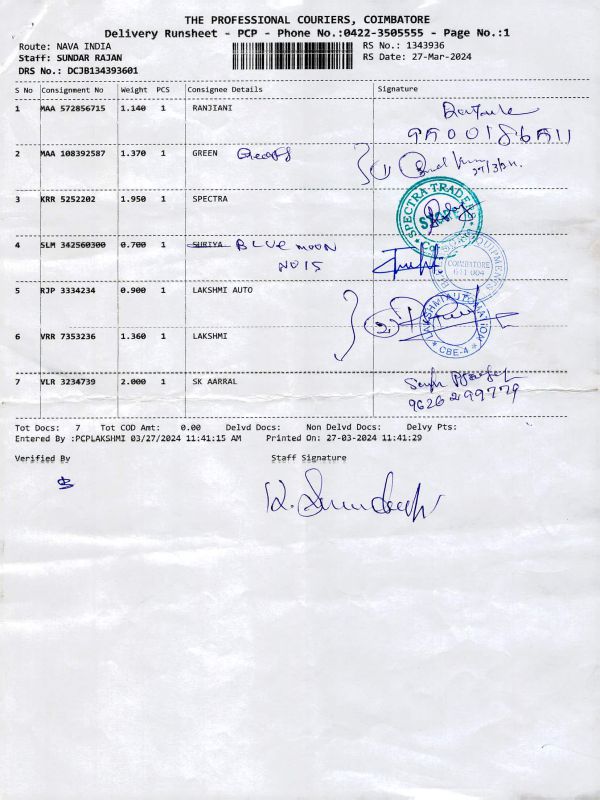 THE PROFESSIONAL COURIERS, COIMBATORE
Delivery Runsheet - PCP - Phone No.:0422-3505555 - Page No.:1
Route: NAVA INDIA RS No.: 1343936
Staff: SUNDAR RAJAN RS Date: 27-Mar-2024
DRS No.: DCJB134393601
S No Consignment No Weight PCS Consignee Details Signature
1 MAA 572856715 1.140 1 RANJIANI
2 MAA 108392587 1.370 1 GREEN
3 KRR 5252202 1.950 1 SPECTRA
SPECTRA TRADE
4 SLM 342560300 0.700 1 SURIYA BLUE MOON
NO 15
COIMBATORE
641 004
5 RJP 3334234 0.900 1 LAKSHMI AUTO
LAKSHMI AUTOMATION
CBE-4
6 VRR 7353236 1.360 1 LAKSHMI
7 VLR 3234739 2.000 1 SK AARRAL
9626299779
Tot Docs: 7 Tot COD Amt: 0.00 Delvd Docs: Non Delvd Docs: Delvy Pts:
Entered By :PCPLAKSHMI 03/27/2024 11:41:15 AM Printed On: 27-03-2024 11:41:29
Verified By Staff Signature